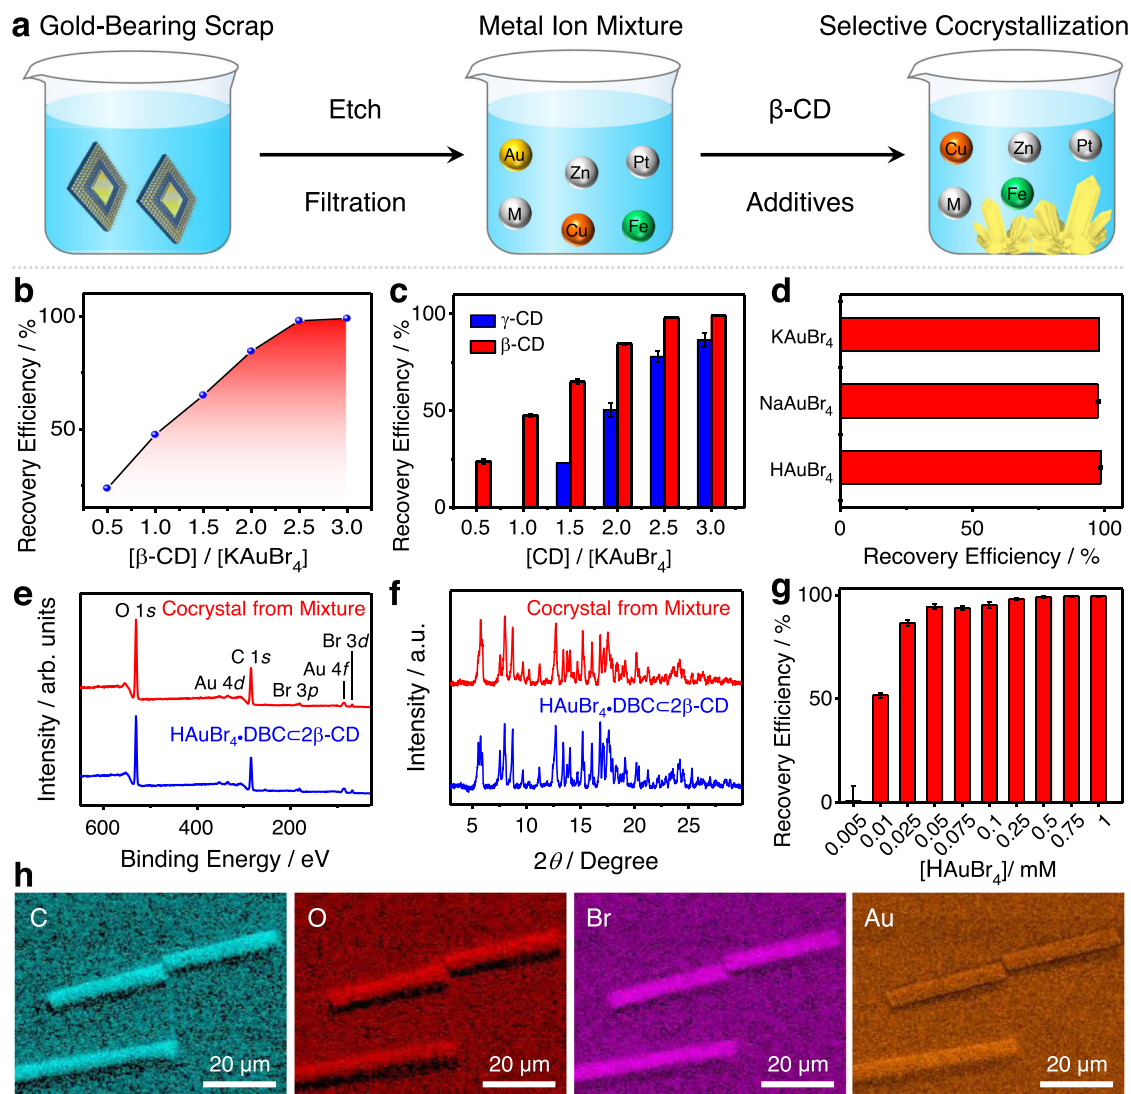 a Gold-Bearing Scrap
Metal Ion Mixture
Selective Cocrystallization
Etch
Filtration
Au
Zn
Pt
M
Cu
Fe
β-CD
Additives
Cu
Zn
Pt
M
Fe
b
Recovery Efficiency / %
100
50
0.5 1.0 1.5 2.0 2.5 3.0
[β-CD] / [KAuBr₄]
c
Recovery Efficiency / %
100
50
0
γ-CD
β-CD
0.5 1.0 1.5 2.0 2.5 3.0
[CD] / [KAuBr₄]
d
KAuBr₄
NaAuBr₄
HAuBr₄
0 50 100
Recovery Efficiency / %
e
Intensity / arb. units
O 1s
Cocrystal from Mixture
Br 3d
C 1s
Au 4f
Au 4d
Br 3p
HAuBr₄•DBC⊂2β-CD
600 400 200
Binding Energy / eV
f
Intensity / a.u.
Cocrystal from Mixture
HAuBr₄•DBC⊂2β-CD
5 10 15 20 25
2θ / Degree
g
Recovery Efficiency / %
100
50
0
0.005 0.01 0.025 0.05 0.075 0.1 0.25 0.5 0.75 1
[HAuBr₄]/ mM
h
C
20 μm
O
20 μm
Br
20 μm
Au
20 μm